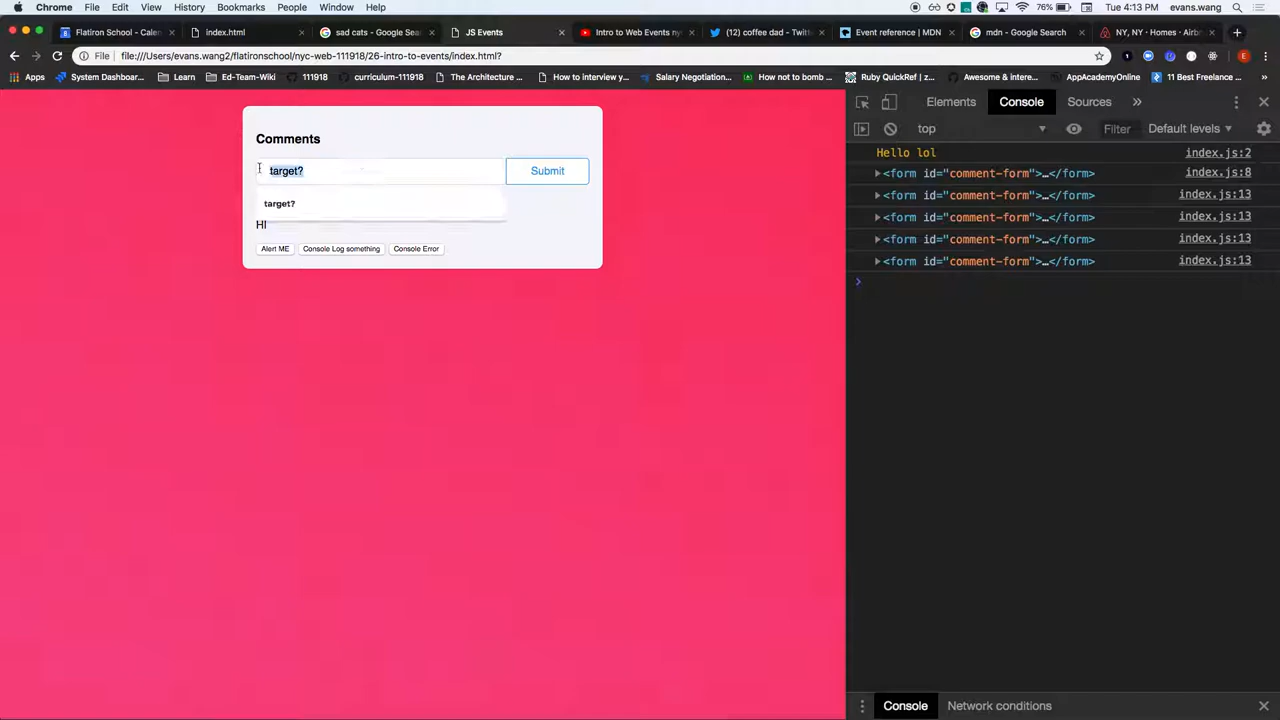 Chrome File Edit View History Bookmarks People Window Help 76% Tue 4:13 PM evans.wang
Flatiron School - Calen index.html sad cats - Google Searc JS Events Intro to Web Events nyc (12) coffee dad - Twitt Event reference | MDN mdn - Google Search NY, NY · Homes · Airb
File file:///Users/evans.wang2/flatironschool/nyc-web-111918/26-intro-to-events/index.html?
Apps System Dashboar... Learn Ed-Team-Wiki 111918 curriculum-111918 The Architecture ... How to interview y... Salary Negotiation... How not to bomb ... Ruby QuickRef | z... Awesome & intere... AppAcademyOnline 11 Best Freelance ...
Elements Console Sources »
top Filter Default levels
Comments
target? Submit
target?
HI
Alert ME Console Log something Console Error
Hello lol index.js:2
<form id="comment-form">…</form> index.js:8
<form id="comment-form">…</form> index.js:13
<form id="comment-form">…</form> index.js:13
<form id="comment-form">…</form> index.js:13
<form id="comment-form">…</form> index.js:13
Console Network conditions